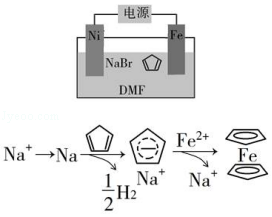 电源
Ni Fe
NaBr
DMF
Na⁺→Na → Na⁺ Fe²⁺ → Fe
½H₂ Na⁺